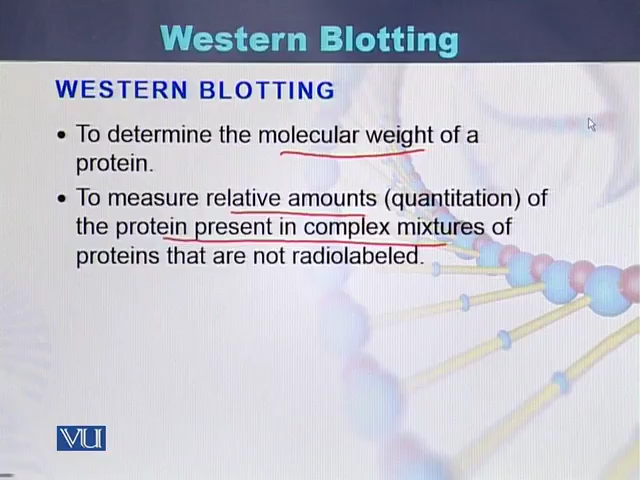 Western Blotting
WESTERN BLOTTING
• To determine the molecular weight of a
protein.
• To measure relative amounts (quantitation) of
the protein present in complex mixtures of
proteins that are not radiolabeled.
VU